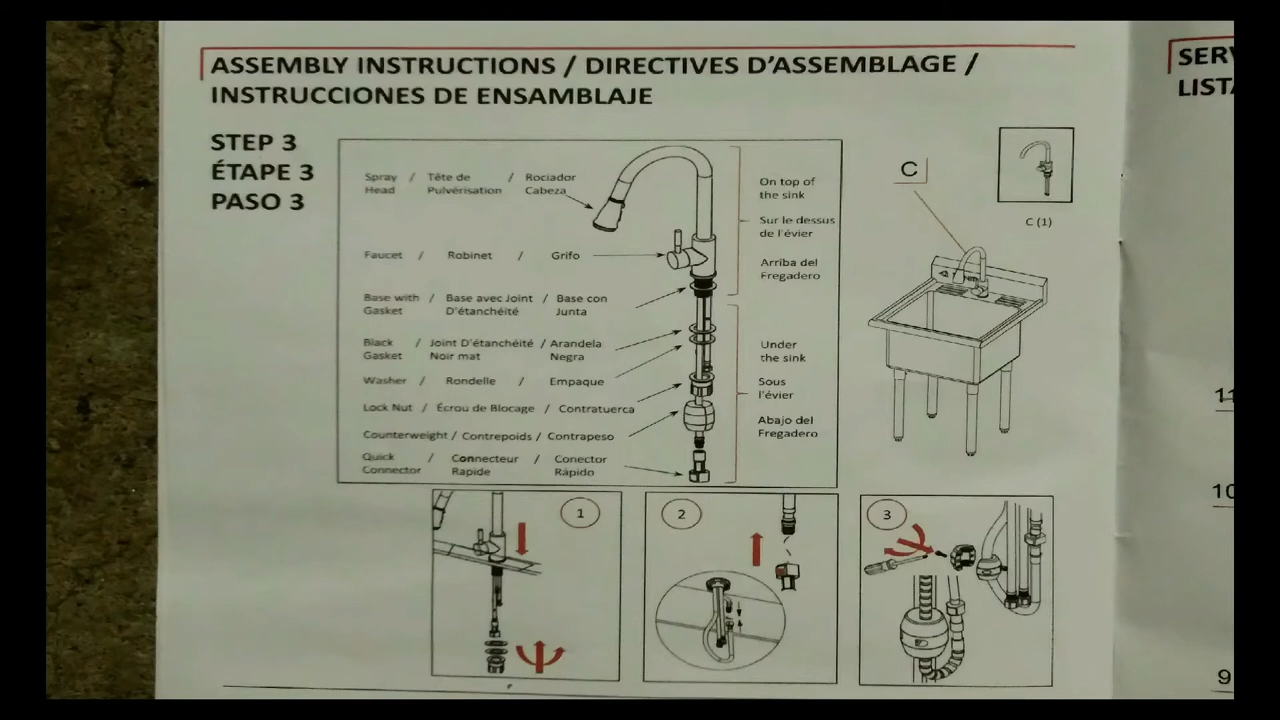 ASSEMBLY INSTRUCTIONS / DIRECTIVES D'ASSEMBLAGE /
INSTRUCCIONES DE ENSAMBLAJE
STEP 3
ÉTAPE 3
PASO 3
Spray / Tête de / Rociador
Head Pulvérisation Cabeza
Faucet / Robinet / Grifo
Base with / Base avec Joint / Base con
Gasket D'étanchéité Junta
Black / Joint D'étanchéité / Arandela
Gasket Noir mat Negra
Washer / Rondelle / Empaque
Lock Nut / Écrou de Blocage / Contratuerca
Counterweight / Contrepoids / Contrapeso
Quick / Connecteur / Conector
Connector Rapide Rápido
On top of
the sink
Sur le dessus
de l'évier
Arriba del
Fregadero
Under
the sink
Sous
l'évier
Abajo del
Fregadero
C
C (1)
1
2
3
SERV
LISTA
11
10
9